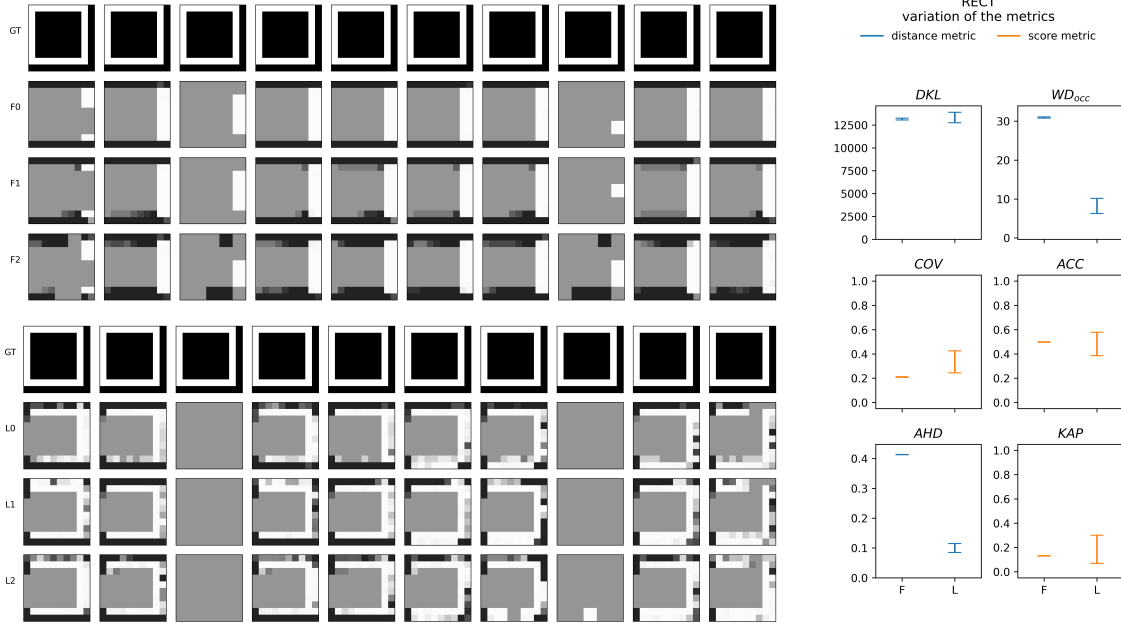 GT
F0
F1
F2
GT
L0
L1
L2
RECT
variation of the metrics
distance metric score metric
DKL
12500
10000
7500
5000
2500
0
WDocc
30
20
10
0
COV
1.0
0.8
0.6
0.4
0.2
0.0
ACC
1.0
0.8
0.6
0.4
0.2
0.0
AHD
0.4
0.3
0.2
0.1
0.0
F L
KAP
1.0
0.8
0.6
0.4
0.2
0.0
F L